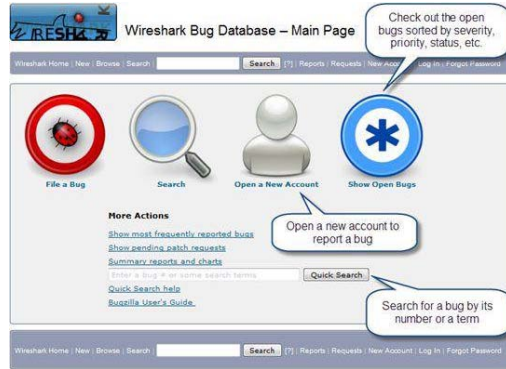 WIRESHARK
Wireshark Bug Database – Main Page
Check out the open
bugs sorted by severity,
priority, status, etc.
Wireshark Home | New | Browse | Search | Search [?] | Reports | Requests | New Account | Log In | Forgot Password
File a Bug
Search
Open a New Account
Show Open Bugs
More Actions
Show most frequently reported bugs
Show pending patch requests
Summary reports and charts
Enter a bug # or some search terms
Quick Search
Quick Search help
Bugzilla User's Guide
Open a new account to
report a bug
Search for a bug by its
number or a term
Wireshark Home | New | Browse | Search | Search [?] | Reports | Requests | New Account | Log In | Forgot Password